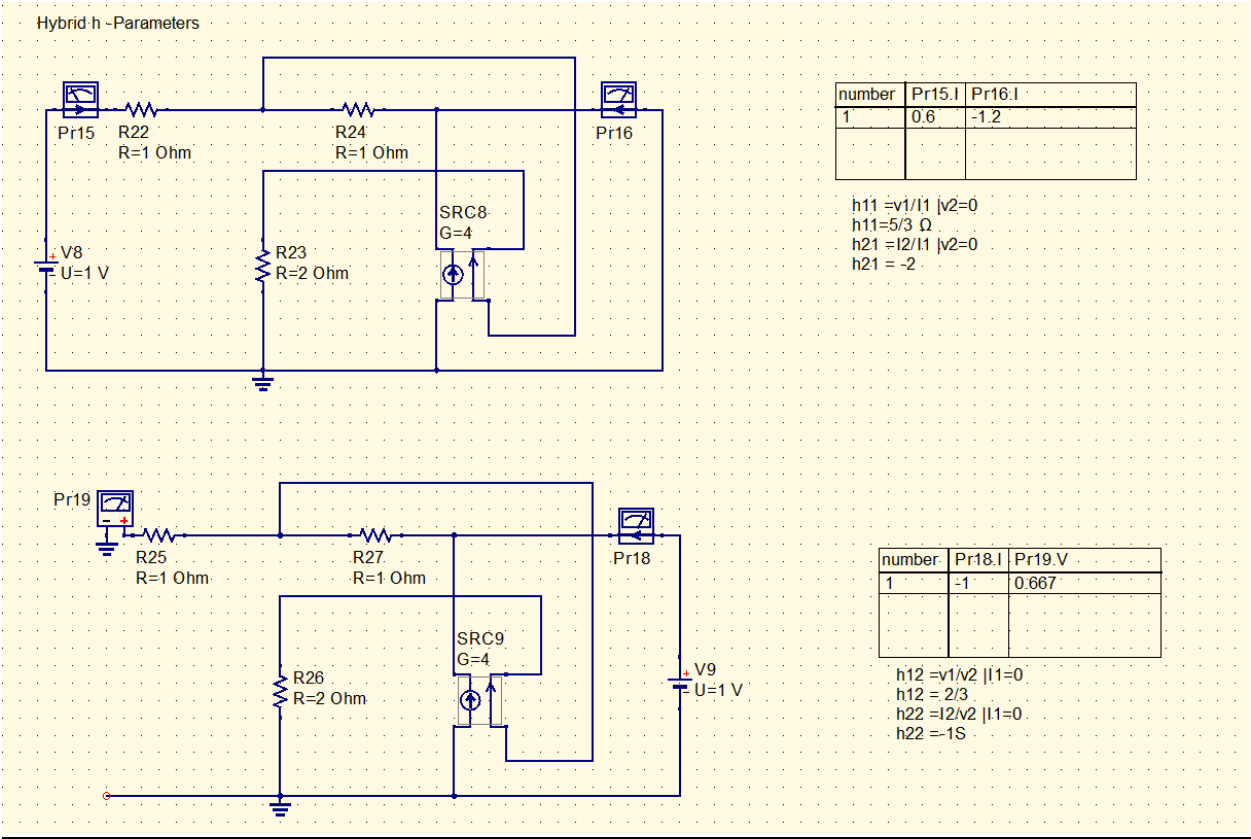 Hybrid h -Parameters
Pr15
R22
R=1 Ohm
R24
R=1 Ohm
Pr16
V8
U=1 V
R23
R=2 Ohm
SRC8
G=4
number Pr15.I Pr16.I
1 0.6 -1.2
h11 =v1/I1 |v2=0
h11=5/3 Ω
h21 =I2/I1 |v2=0
h21 = -2
Pr19
R25
R=1 Ohm
R27
R=1 Ohm
Pr18
R26
R=2 Ohm
SRC9
G=4
V9
U=1 V
number Pr18.I Pr19.V
1 -1 0.667
h12 =v1/v2 |I1=0
h12 = 2/3
h22 =I2/v2 |I1=0
h22 =-1S